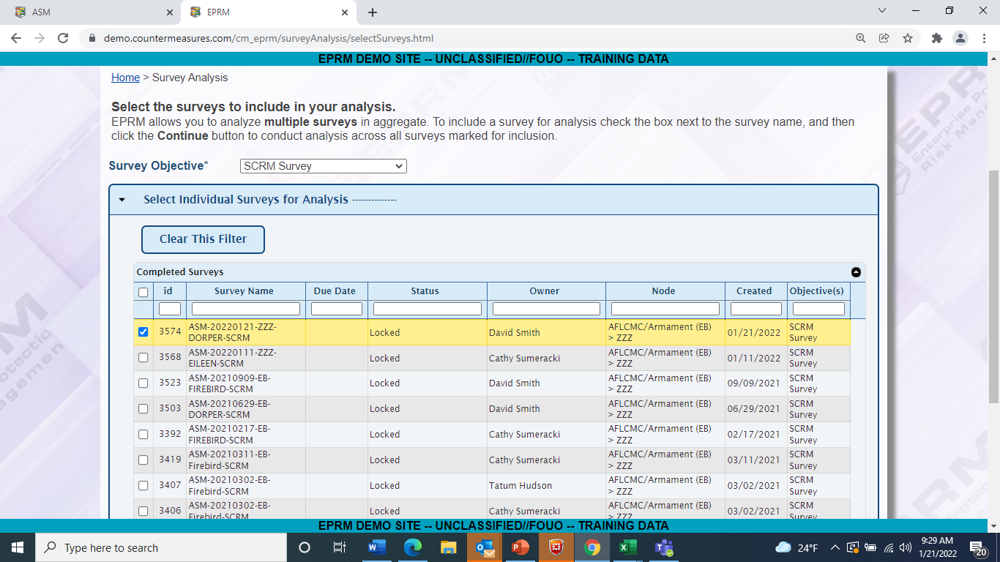 ASM
EPRM
demo.countermeasures.com/cm_eprm/surveyAnalysis/selectSurveys.html
EPRM DEMO SITE -- UNCLASSIFIED//FOUO -- TRAINING DATA
Home > Survey Analysis
Select the surveys to include in your analysis.
EPRM allows you to analyze multiple surveys in aggregate. To include a survey for analysis check the box next to the survey name, and then
click the Continue button to conduct analysis across all surveys marked for inclusion.
Survey Objective*
SCRM Survey
Select Individual Surveys for Analysis --------------
Clear This Filter
Completed Surveys
id Survey Name Due Date Status Owner Node Created Objective(s)
ASM-20220121-ZZZ- AFLCMC/Armament (EB) SCRM
3574 Locked David Smith 01/21/2022
DORPER-SCRM > ZZZ Survey
ASM-20220111-ZZZ- AFLCMC/Armament (EB) SCRM
3568 Locked Cathy Sumeracki 01/11/2022
EILEEN-SCRM > ZZZ Survey
ASM-20210909-EB- AFLCMC/Armament (EB) SCRM
3523 Locked David Smith 09/09/2021
FIREBIRD-SCRM > ZZZ Survey
ASM-20210629-EB- AFLCMC/Armament (EB) SCRM
3503 Locked David Smith 06/29/2021
DORPER-SCRM > ZZZ Survey
ASM-20210217-EB- AFLCMC/Armament (EB) SCRM
3392 Locked Cathy Sumeracki 02/17/2021
FIREBIRD-SCRM > ZZZ Survey
ASM-20210311-EB- AFLCMC/Armament (EB) SCRM
3419 Locked Cathy Sumeracki 03/11/2021
Firebird-SCRM > ZZZ Survey
ASM-20210302-EB- AFLCMC/Armament (EB) SCRM
3407 Locked Tatum Hudson 03/02/2021
Firebird-SCRM > ZZZ Survey
ASM-20210302-EB- AFLCMC/Armament (EB) SCRM
3406 Locked Cathy Sumeracki 03/02/2021
Firebird-SCRM > ZZZ Survey
EPRM DEMO SITE -- UNCLASSIFIED//FOUO -- TRAINING DATA
Type here to search
24°F
9:29 AM
1/21/2022
20